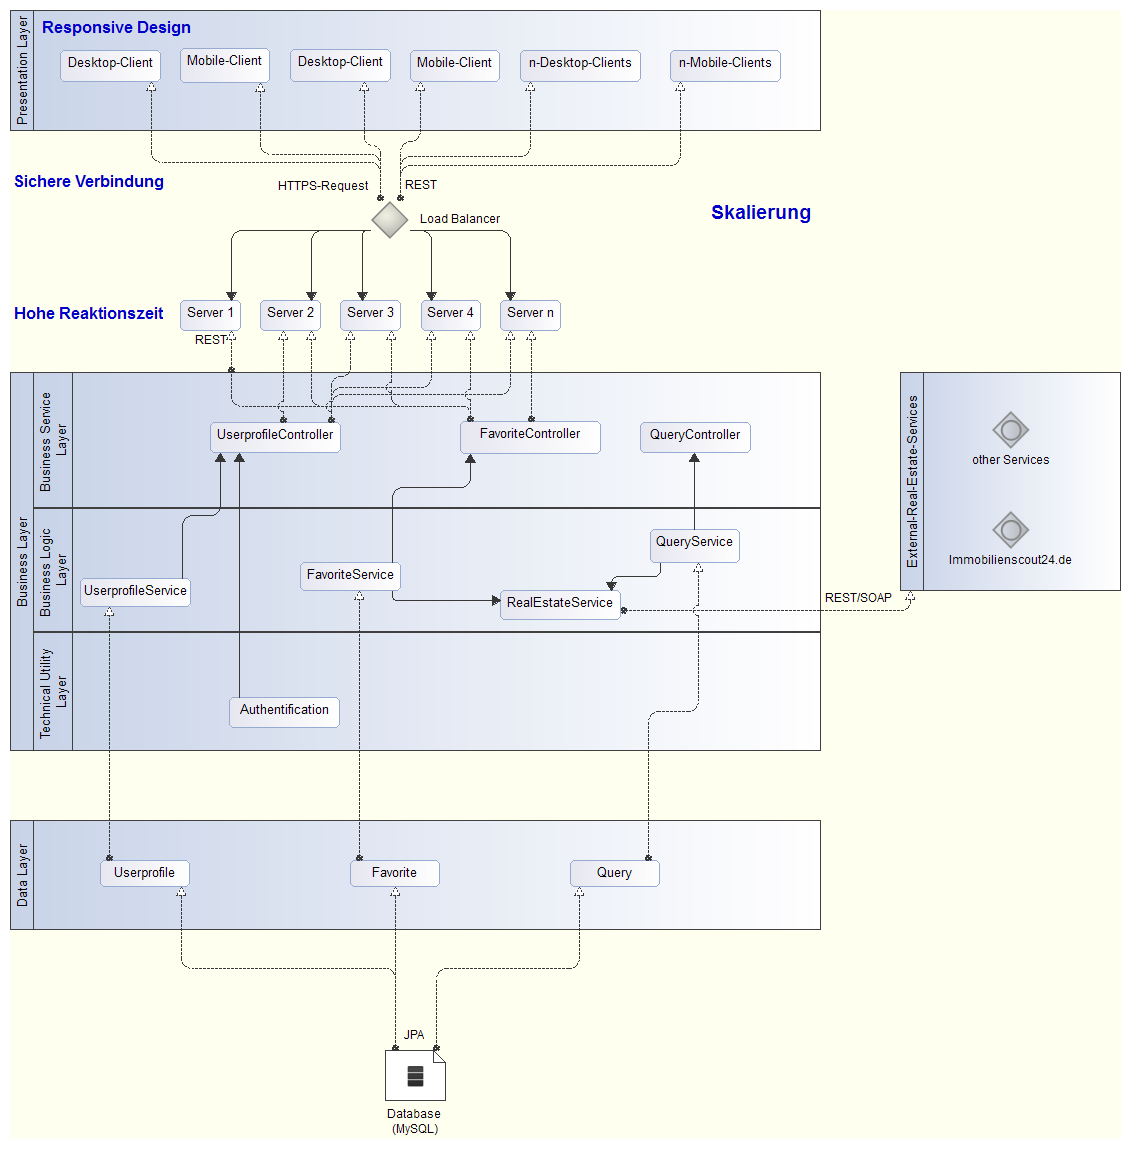 Presentation Layer
Responsive Design
Desktop-Client
Mobile-Client
Desktop-Client
Mobile-Client
n-Desktop-Clients
n-Mobile-Clients
Sichere Verbindung
HTTPS-Request
REST
Skalierung
Load Balancer
Hohe Reaktionszeit
Server 1
Server 2
Server 3
Server 4
Server n
REST
Business Layer
Business Service
Layer
UserprofileController
FavoriteController
QueryController
External-Real-Estate-Services
other Services
Immobilienscout24.de
Business Logic
Layer
UserprofileService
FavoriteService
QueryService
RealEstateService
REST/SOAP
Technical Utility
Layer
Authentification
Data Layer
Userprofile
Favorite
Query
JPA
Database
(MySQL)